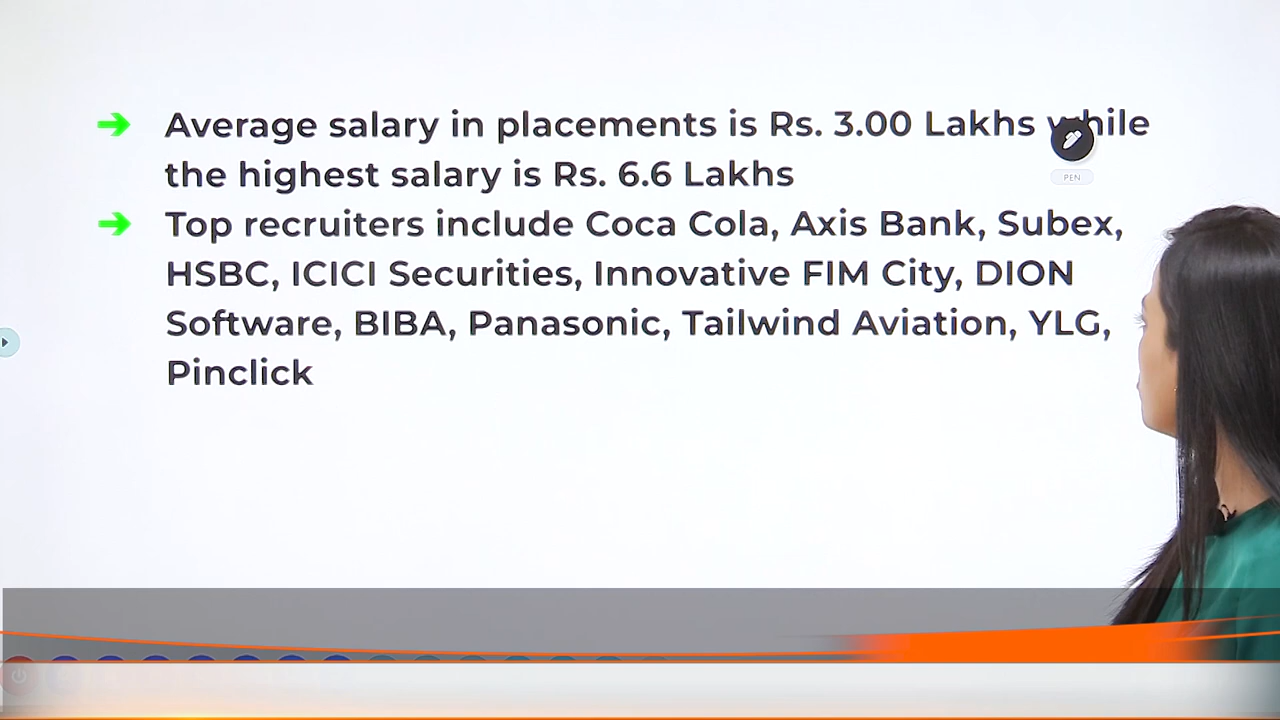 Average salary in placements is Rs. 3.00 Lakhs while
the highest salary is Rs. 6.6 Lakhs
Top recruiters include Coca Cola, Axis Bank, Subex,
HSBC, ICICI Securities, Innovative FIM City, DION
Software, BIBA, Panasonic, Tailwind Aviation, YLG,
Pinclick
PEN